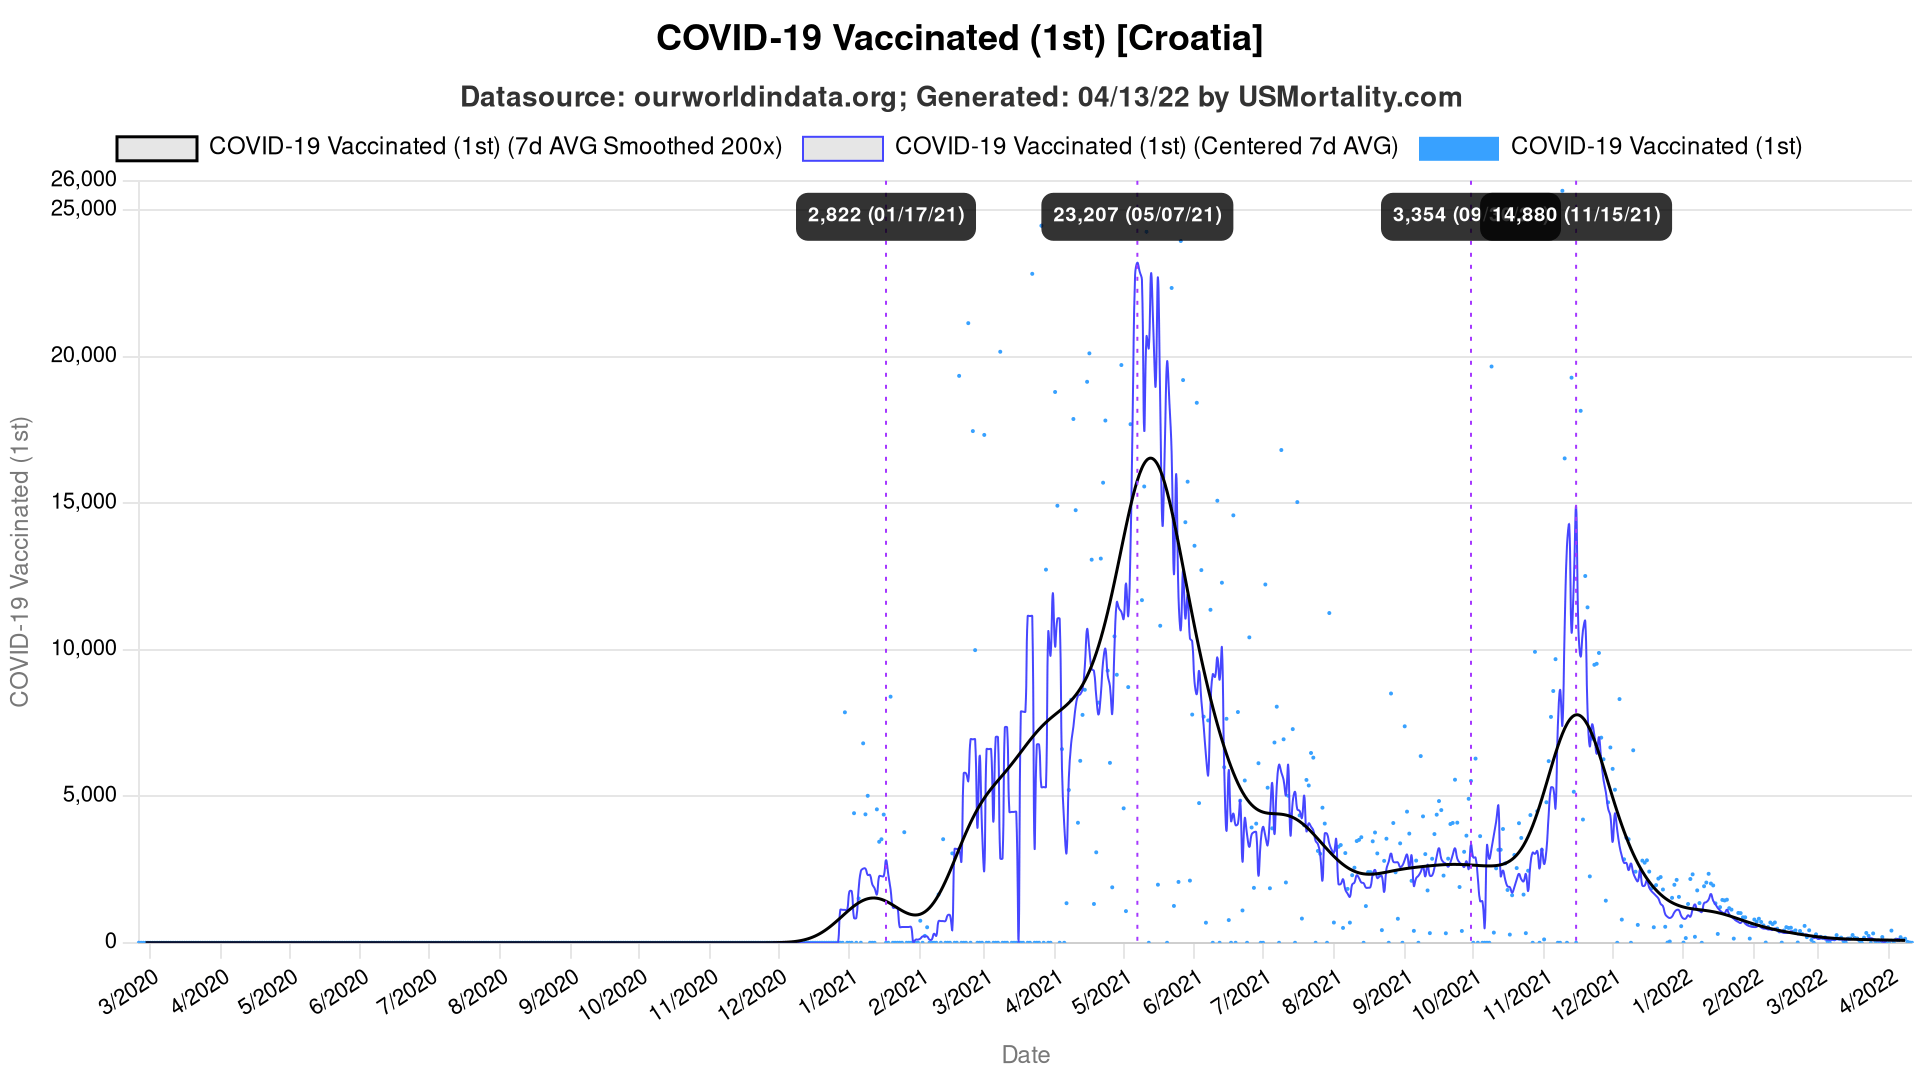 COVID-19 Vaccinated (1st) [Croatia]
Datasource: ourworldindata.org; Generated: 04/13/22 by USMortality.com
COVID-19 Vaccinated (1st) (7d AVG Smoothed 200x) COVID-19 Vaccinated (1st) (Centered 7d AVG) COVID-19 Vaccinated (1st)
26,000
25,000
2,822 (01/17/21) 23,207 (05/07/21) 3,354 (09/ 14,880 (11/15/21)
20,000
15,000
10,000
5,000
0
COVID-19 Vaccinated (1st)
3/2020 4/2020 5/2020 6/2020 7/2020 8/2020 9/2020 10/2020 11/2020 12/2020 1/2021 2/2021 3/2021 4/2021 5/2021 6/2021 7/2021 8/2021 9/2021 10/2021 11/2021 12/2021 1/2022 2/2022 3/2022 4/2022
Date